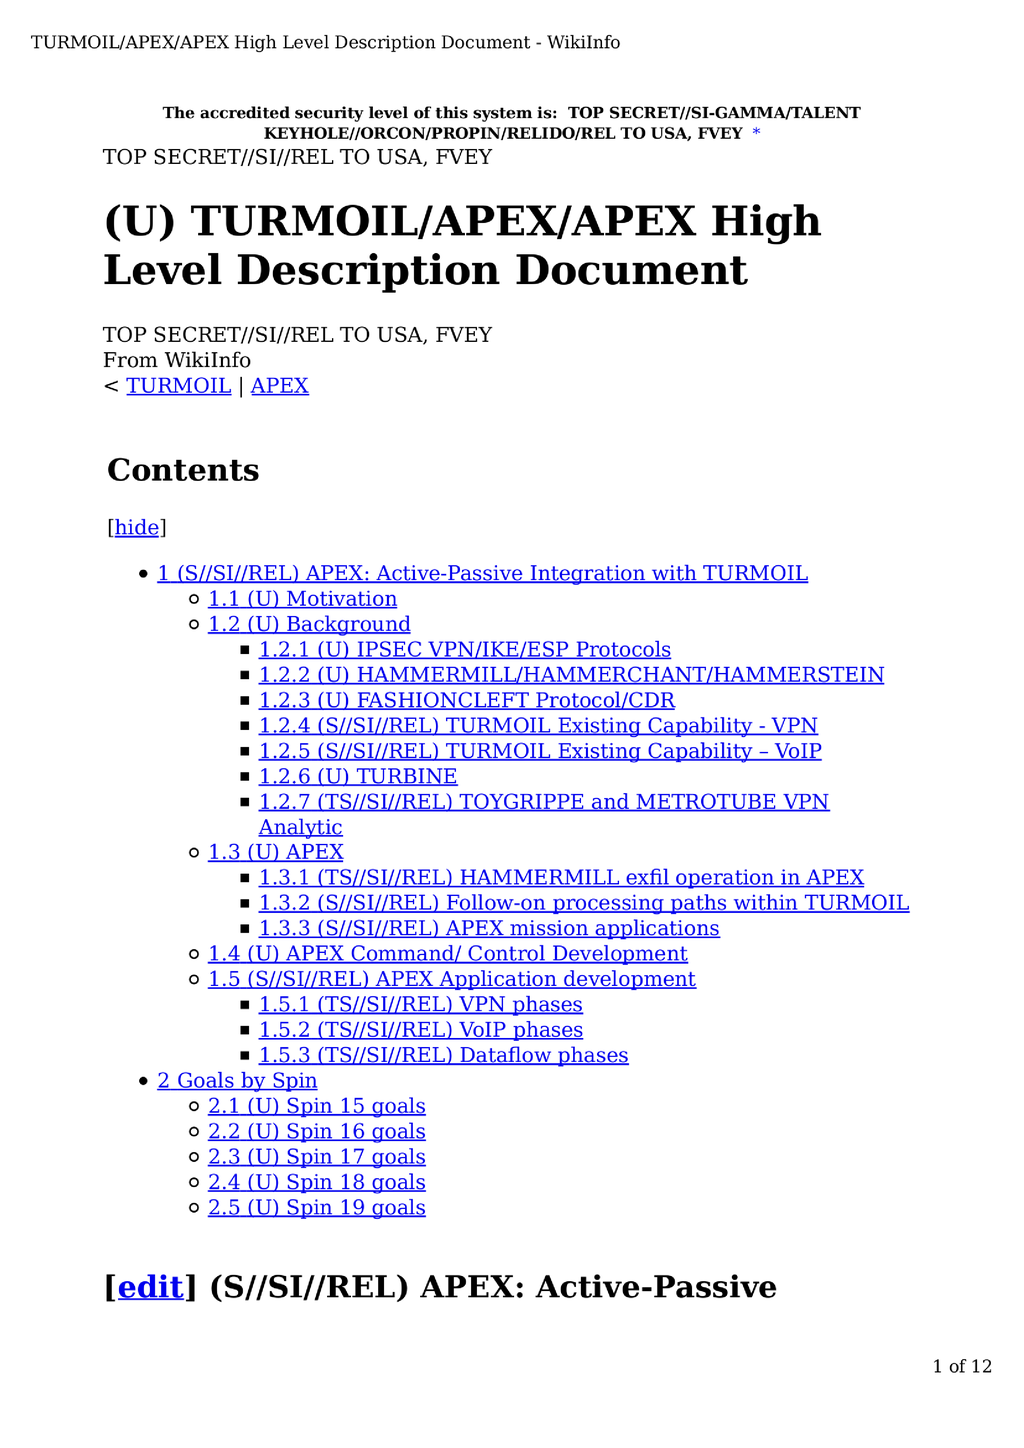 TURMOIL/APEX/APEX High Level Description Document - WikiInfo
The accredited security level of this system is: TOP SECRET//SI-GAMMA/TALENT
KEYHOLE//ORCON/PROPIN/RELIDO/REL TO USA, FVEY *
TOP SECRET//SI//REL TO USA, FVEY
(U) TURMOIL/APEX/APEX High
Level Description Document
TOP SECRET//SI//REL TO USA, FVEY
From WikiInfo
< TURMOIL | APEX
Contents
[hide]
• 1 (S//SI//REL) APEX: Active-Passive Integration with TURMOIL
○ 1.1 (U) Motivation
○ 1.2 (U) Background
■ 1.2.1 (U) IPSEC VPN/IKE/ESP Protocols
■ 1.2.2 (U) HAMMERMILL/HAMMERCHANT/HAMMERSTEIN
■ 1.2.3 (U) FASHIONCLEFT Protocol/CDR
■ 1.2.4 (S//SI//REL) TURMOIL Existing Capability - VPN
■ 1.2.5 (S//SI//REL) TURMOIL Existing Capability – VoIP
■ 1.2.6 (U) TURBINE
■ 1.2.7 (TS//SI//REL) TOYGRIPPE and METROTUBE VPN
Analytic
○ 1.3 (U) APEX
■ 1.3.1 (TS//SI//REL) HAMMERMILL exfil operation in APEX
■ 1.3.2 (S//SI//REL) Follow-on processing paths within TURMOIL
■ 1.3.3 (S//SI//REL) APEX mission applications
○ 1.4 (U) APEX Command/ Control Development
○ 1.5 (S//SI//REL) APEX Application development
■ 1.5.1 (TS//SI//REL) VPN phases
■ 1.5.2 (TS//SI//REL) VoIP phases
■ 1.5.3 (TS//SI//REL) Dataflow phases
• 2 Goals by Spin
○ 2.1 (U) Spin 15 goals
○ 2.2 (U) Spin 16 goals
○ 2.3 (U) Spin 17 goals
○ 2.4 (U) Spin 18 goals
○ 2.5 (U) Spin 19 goals
[edit] (S//SI//REL) APEX: Active-Passive
1 of 12